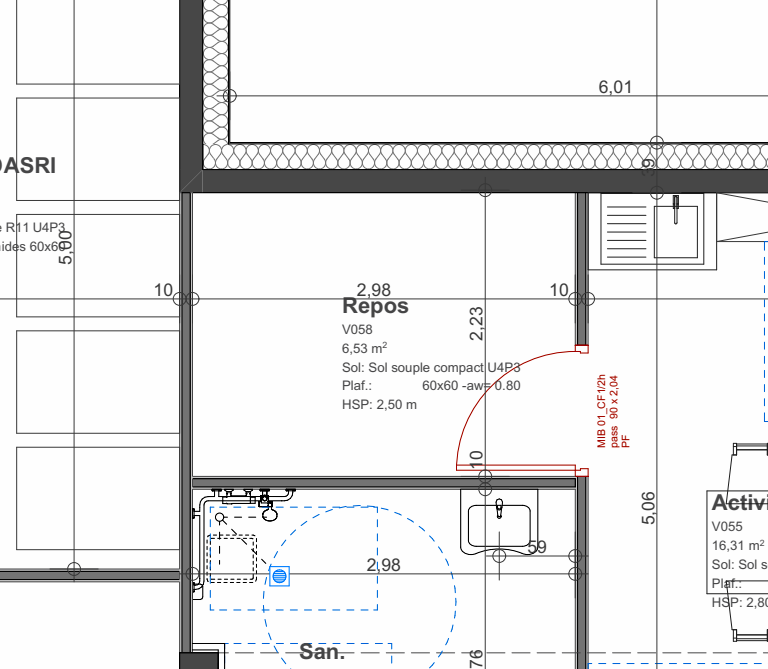 6,01
39
DASRI
e R11 U4P3
nides 60x60
5,00
10
2,98
10
Repos
V058
6,53 m²
Sol: Sol souple compact U4P3
Plaf.: 60x60 -aw= 0.80
HSP: 2,50 m
2,23
10
MIB 01_CF1/2h
pass 90 x 2,04
PF
5,06
Activi
V055
16,31 m²
Sol: Sol s
Plaf.:
HSP: 2,80
59
2,98
San.
76